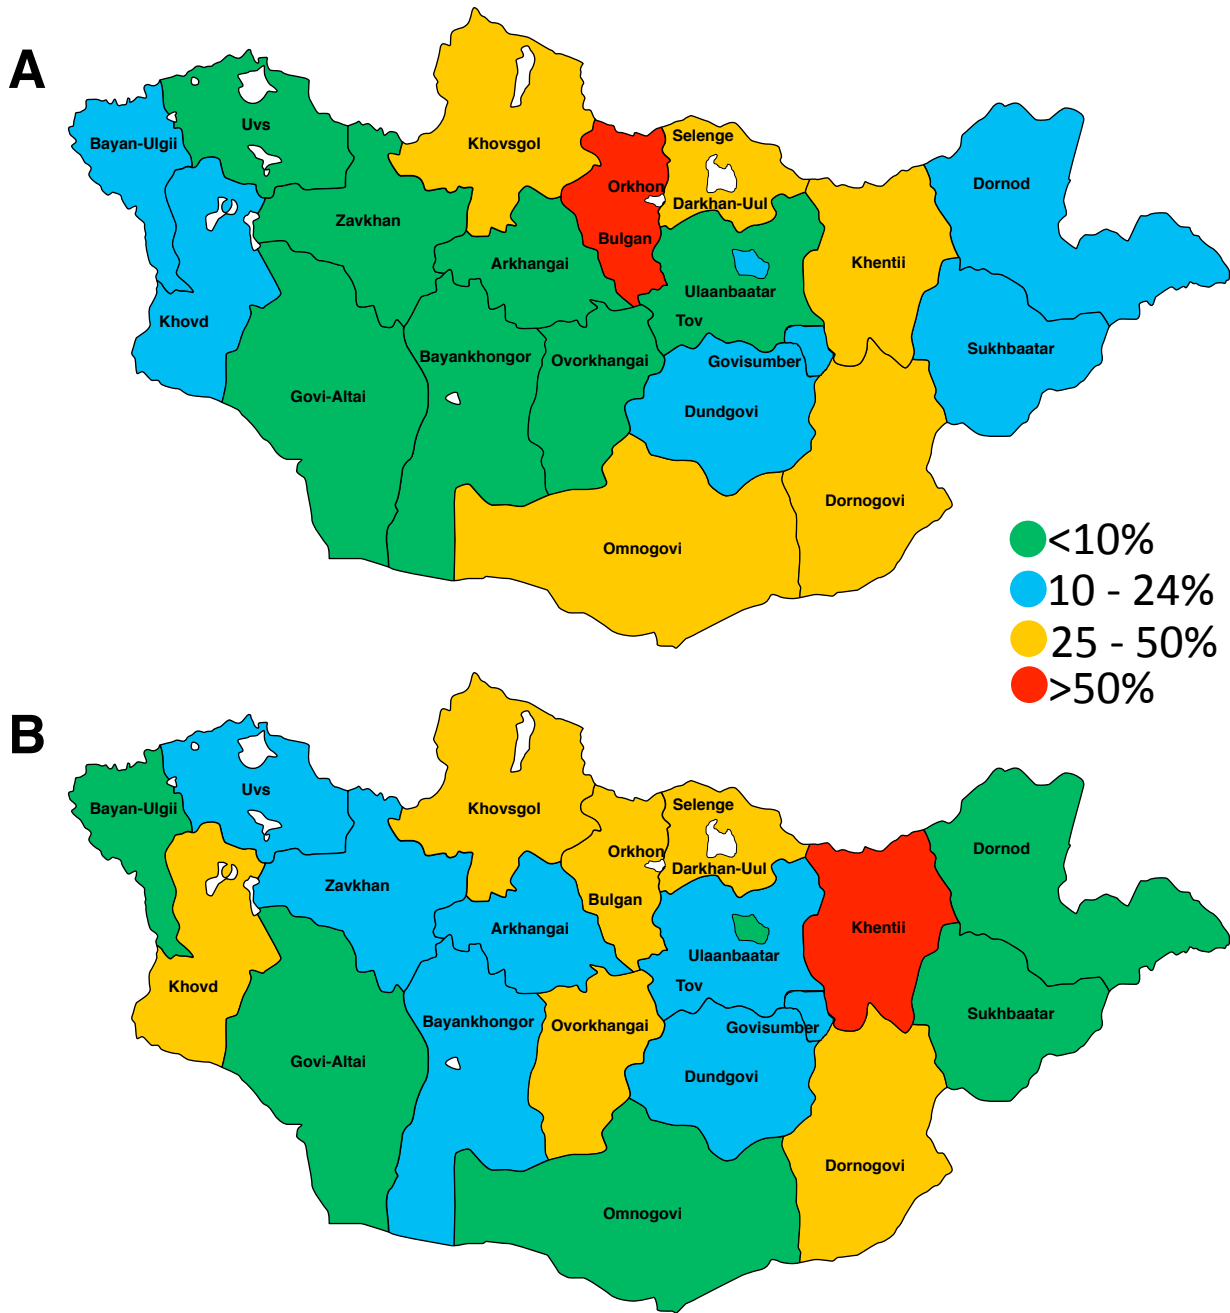 A
Uvs
Bayan-Ulgii
Khovsgol
Selenge
Orkhon
Darkhan-Uul
Dornod
Zavkhan
Bulgan
Arkhangai
Khentii
Ulaanbaatar
Khovd
Tov
Sukhbaatar
Bayankhongor
Ovorkhangai
Govisumber
Govi-Altai
Dundgovi
Dornogovi
Omnogovi
<10%
10 - 24%
25 - 50%
>50%
B
Uvs
Bayan-Ulgii
Khovsgol
Selenge
Orkhon
Darkhan-Uul
Dornod
Zavkhan
Bulgan
Arkhangai
Khentii
Ulaanbaatar
Khovd
Tov
Sukhbaatar
Bayankhongor
Ovorkhangai
Govisumber
Govi-Altai
Dundgovi
Dornogovi
Omnogovi